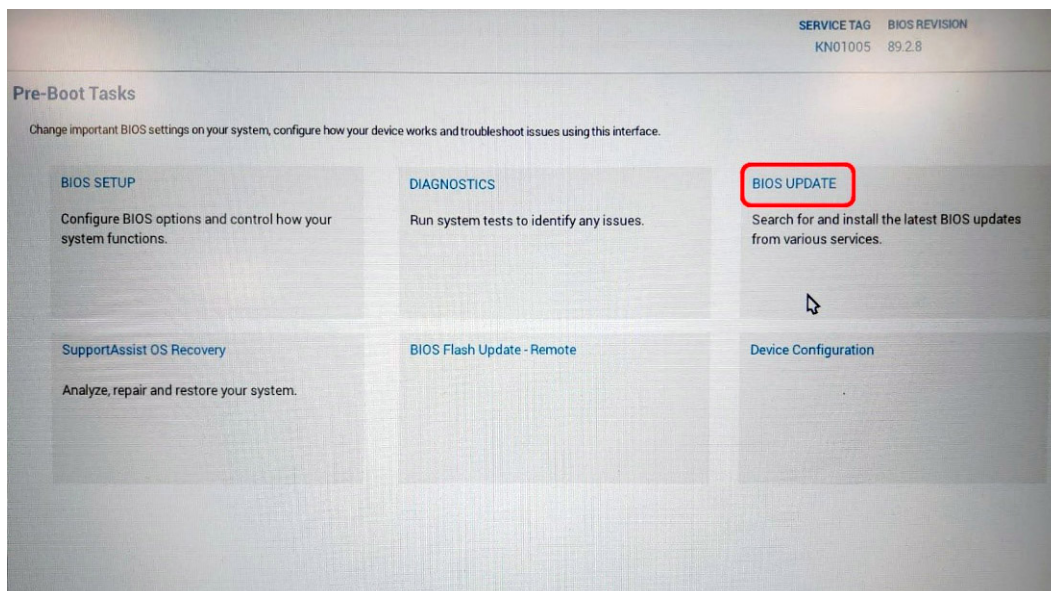 SERVICE TAG BIOS REVISION
KN01005 89.2.8
Pre-Boot Tasks
Change important BIOS settings on your system, configure how your device works and troubleshoot issues using this interface.
BIOS SETUP
Configure BIOS options and control how your
system functions.
DIAGNOSTICS
Run system tests to identify any issues.
BIOS UPDATE
Search for and install the latest BIOS updates
from various services.
SupportAssist OS Recovery
Analyze, repair and restore your system.
BIOS Flash Update - Remote
Device Configuration